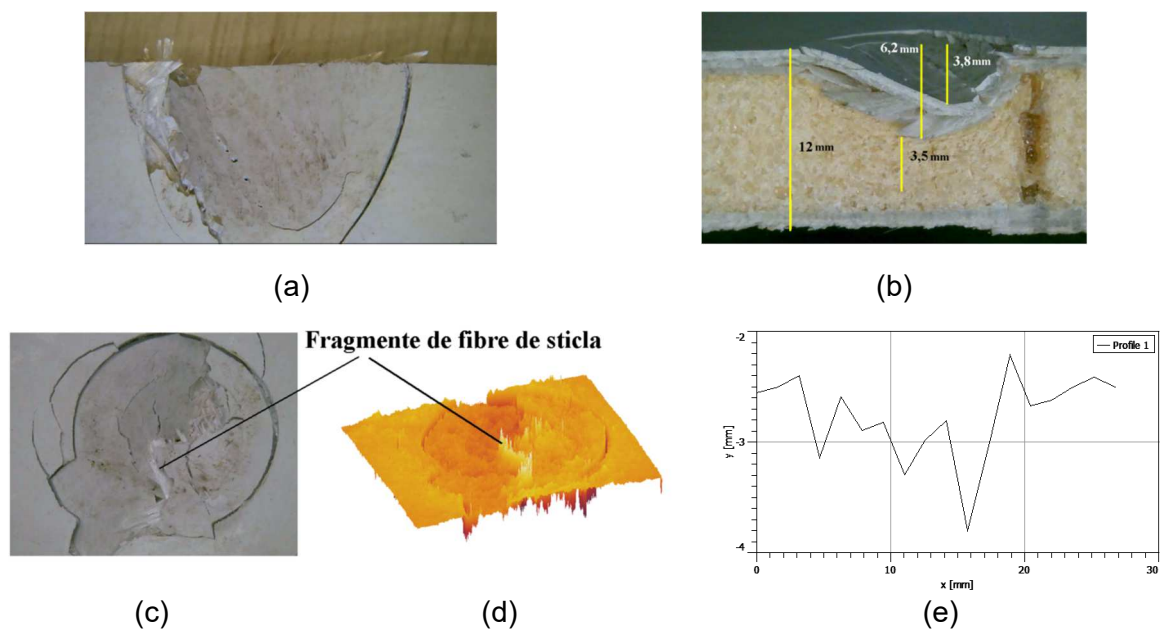 6,2 mm
3,8 mm
12 mm
3,5 mm
(a)
(b)
Fragmente de fibre de sticla
-2
-3
-4
y [mm]
Profile 1
0
10
20
30
x [mm]
(c)
(d)
(e)